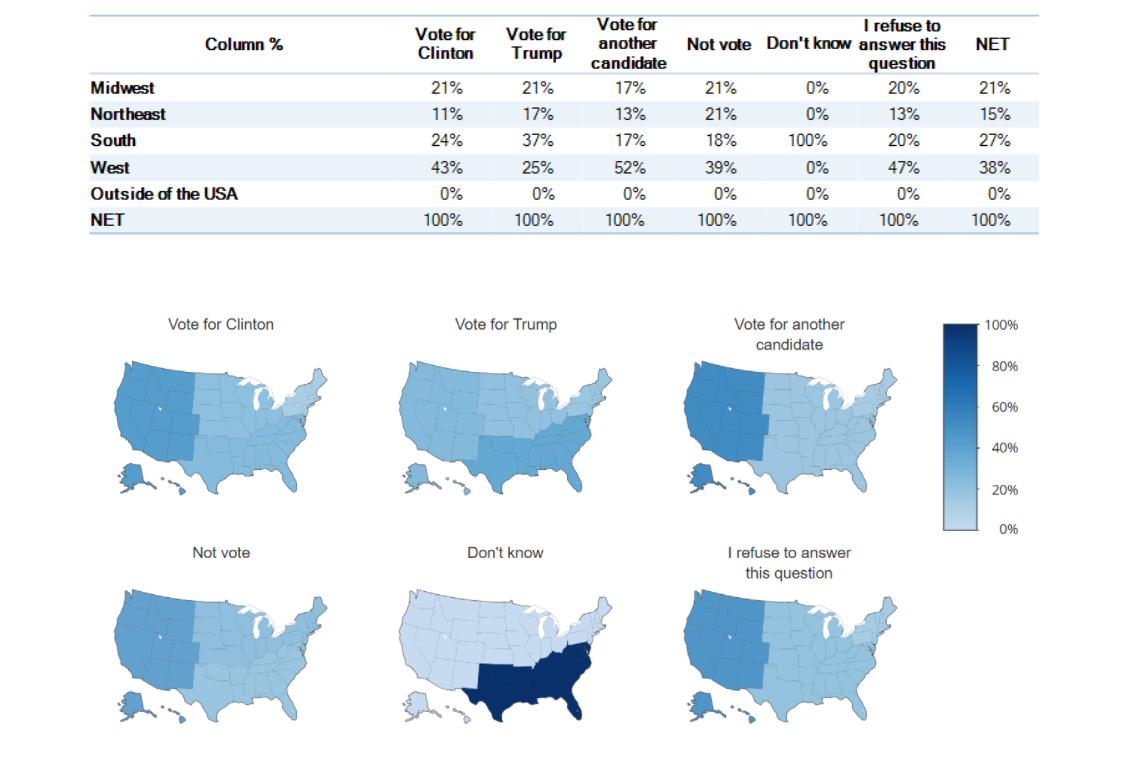 Column % Vote for Clinton Vote for Trump Vote for another candidate Not vote Don't know I refuse to answer this question NET
Midwest 21% 21% 17% 21% 0% 20% 21%
Northeast 11% 17% 13% 21% 0% 13% 15%
South 24% 37% 17% 18% 100% 20% 27%
West 43% 25% 52% 39% 0% 47% 38%
Outside of the USA 0% 0% 0% 0% 0% 0% 0%
NET 100% 100% 100% 100% 100% 100% 100%
Vote for Clinton
Vote for Trump
Vote for another
candidate
100%
80%
60%
40%
20%
0%
Not vote
Don't know
I refuse to answer
this question